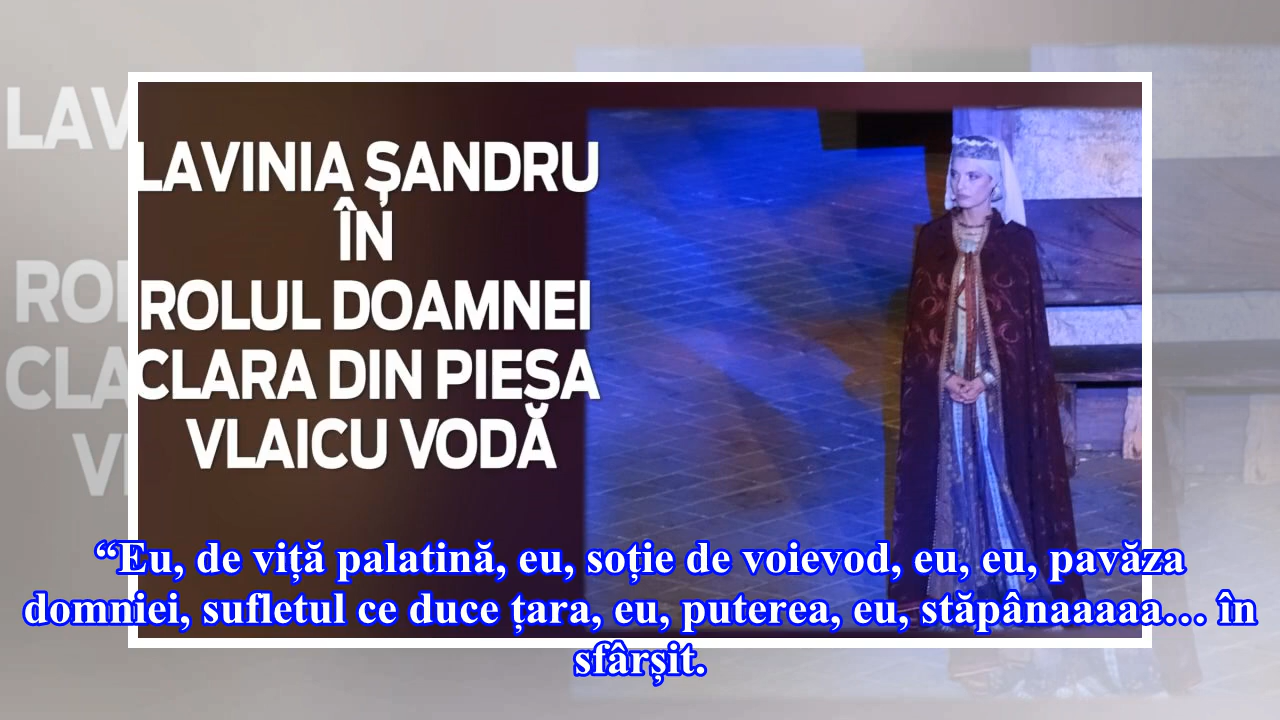 LAVINIA ȘANDRU
ÎN
ROLUL DOAMNEI
CLARA DIN PIESA
VLAICU VODĂ
“Eu, de viță palatină, eu, soție de voievod, eu, eu, pavăza
domniei, sufletul ce duce țara, eu, puterea, eu, stăpânaaaaa… în
sfârșit.